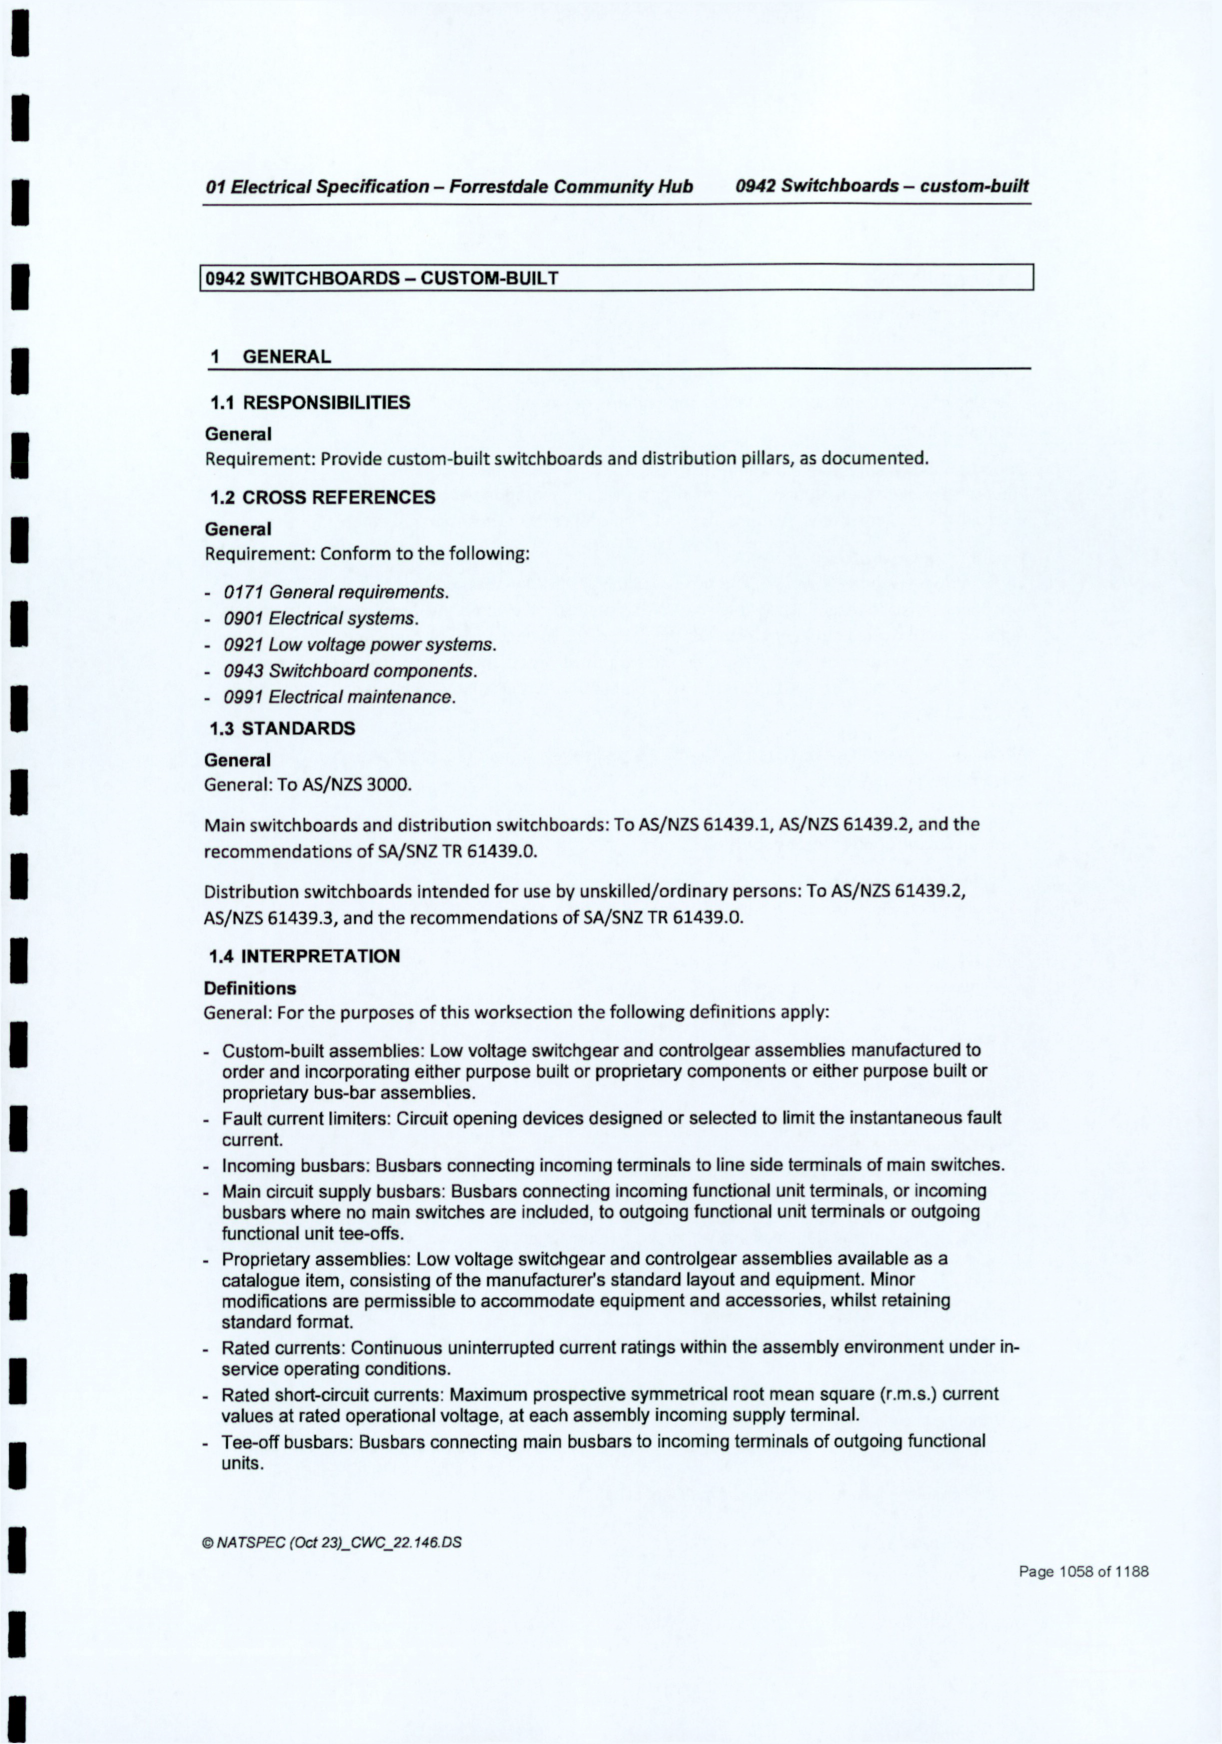 01 Electrical Specification – Forrestdale Community Hub 0942 Switchboards – custom-built
0942 SWITCHBOARDS – CUSTOM-BUILT
1 GENERAL
1.1 RESPONSIBILITIES
General
Requirement: Provide custom-built switchboards and distribution pillars, as documented.
1.2 CROSS REFERENCES
General
Requirement: Conform to the following:
- 0171 General requirements.
- 0901 Electrical systems.
- 0921 Low voltage power systems.
- 0943 Switchboard components.
- 0991 Electrical maintenance.
1.3 STANDARDS
General
General: To AS/NZS 3000.
Main switchboards and distribution switchboards: To AS/NZS 61439.1, AS/NZS 61439.2, and the
recommendations of SA/SNZ TR 61439.0.
Distribution switchboards intended for use by unskilled/ordinary persons: To AS/NZS 61439.2,
AS/NZS 61439.3, and the recommendations of SA/SNZ TR 61439.0.
1.4 INTERPRETATION
Definitions
General: For the purposes of this worksection the following definitions apply:
- Custom-built assemblies: Low voltage switchgear and controlgear assemblies manufactured to
order and incorporating either purpose built or proprietary components or either purpose built or
proprietary bus-bar assemblies.
- Fault current limiters: Circuit opening devices designed or selected to limit the instantaneous fault
current.
- Incoming busbars: Busbars connecting incoming terminals to line side terminals of main switches.
- Main circuit supply busbars: Busbars connecting incoming functional unit terminals, or incoming
busbars where no main switches are included, to outgoing functional unit terminals or outgoing
functional unit tee-offs.
- Proprietary assemblies: Low voltage switchgear and controlgear assemblies available as a
catalogue item, consisting of the manufacturer's standard layout and equipment. Minor
modifications are permissible to accommodate equipment and accessories, whilst retaining
standard format.
- Rated currents: Continuous uninterrupted current ratings within the assembly environment under in-
service operating conditions.
- Rated short-circuit currents: Maximum prospective symmetrical root mean square (r.m.s.) current
values at rated operational voltage, at each assembly incoming supply terminal.
- Tee-off busbars: Busbars connecting main busbars to incoming terminals of outgoing functional
units.
© NATSPEC (Oct 23)_CWC_22.146.DS
Page 1058 of 1188